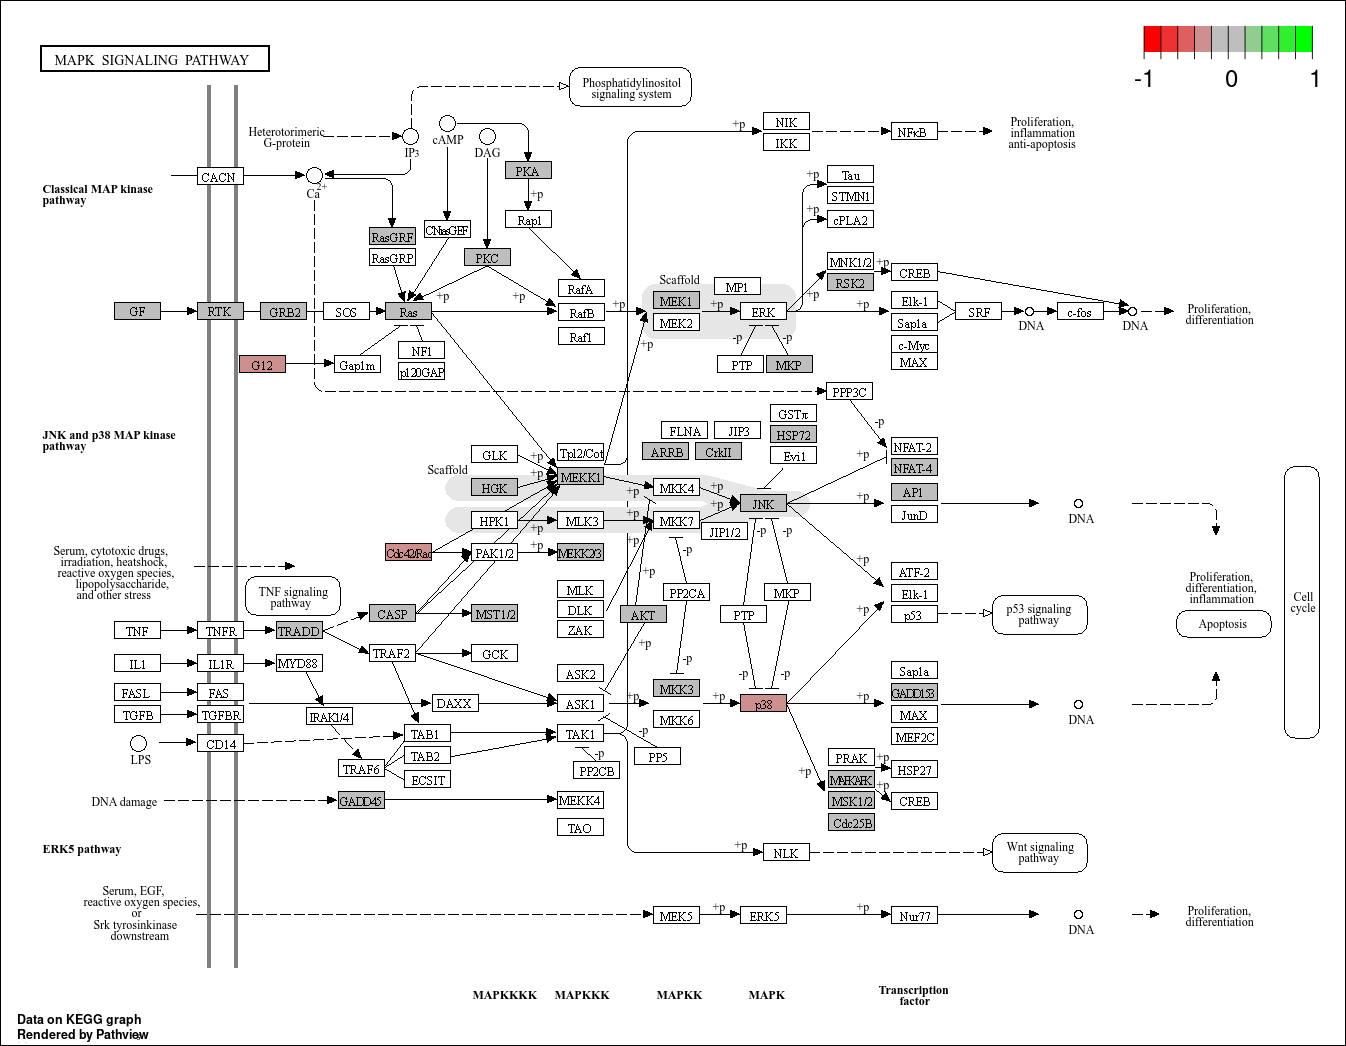 MAPK SIGNALING PATHWAY
-1
0
1
Phosphatidylinositol
signaling system
Heterotorimeric
G-protein
IP3
cAMP
DAG
PKA
+p
Rap1
CACN
Ca2+
Classical MAP kinase
pathway
RasGRF
RasGRP
CNrasGEF
PKC
NIK
IKK
+p
NFκB
Proliferation,
inflammation
anti-apoptosis
Tau
STMN1
cPLA2
+p
+p
MNK1/2
RSK2
+p
+p
CREB
Scaffold
MEK1
MEK2
MP1
ERK
+p
+p
+p
RafA
RafB
Raf1
+p
+p
+p
+p
GF
RTK
GRB2
SOS
Ras
G12
Gap1m
NF1
p120GAP
-p
-p
PTP
MKP
Elk-1
Sap1a
c-Myc
MAX
SRF
DNA
c-fos
DNA
Proliferation,
differentiation
PPP3C
-p
JNK and p38 MAP kinase
pathway
Scaffold
GLK
HGK
HPK1
PAK1/2
Cdc42/Rac
+p
+p
+p
+p
Tpl2/Cot
MEKK1
MLK3
MEKK2/3
MLK
DLK
ZAK
FLNA
JIP3
ARRB
CrkII
GSTπ
HSP72
Evi1
MKK4
MKK7
JIP1/2
JNK
+p
+p
+p
+p
+p
+p
+p
-p
-p
-p
NFAT-2
NFAT-4
AP1
JunD
+p
+p
+p
DNA
ATF-2
Elk-1
p53
+p
p53 signaling
pathway
Proliferation,
differentiation,
inflammation
Apoptosis
Cell
cycle
Serum, cytotoxic drugs,
irradiation, heatshock,
reactive oxygen species,
lipopolysaccharide,
and other stress
TNF signaling
pathway
CASP
MST1/2
AKT
PP2CA
PTP
MKP
TNF
TNFR
TRADD
TRAF2
GCK
IL1
IL1R
MYD88
ASK2
-p
-p
-p
FASL
FAS
DAXX
ASK1
+p
MKK3
MKK6
+p
p38
+p
Sap1a
GADD153
MAX
MEF2C
DNA
TGFB
TGFBR
IRAK1/4
TAB1
TAB2
ECSIT
TAK1
-p
PP5
-p
PP2CB
LPS
CD14
TRAF6
+p
PRAK
MAPKAPK
MSK1/2
Cdc25B
+p
+p
HSP27
CREB
DNA damage
GADD45
MEKK4
TAO
ERK5 pathway
+p
NLK
Wnt signaling
pathway
Serum, EGF,
reactive oxygen species,
or
Srk tyrosinkinase
downstream
MEK5
+p
ERK5
+p
Nur77
DNA
Proliferation,
differentiation
MAPKKKK
MAPKKK
MAPKK
MAPK
Transcription
factor
Data on KEGG graph
Rendered by Pathview